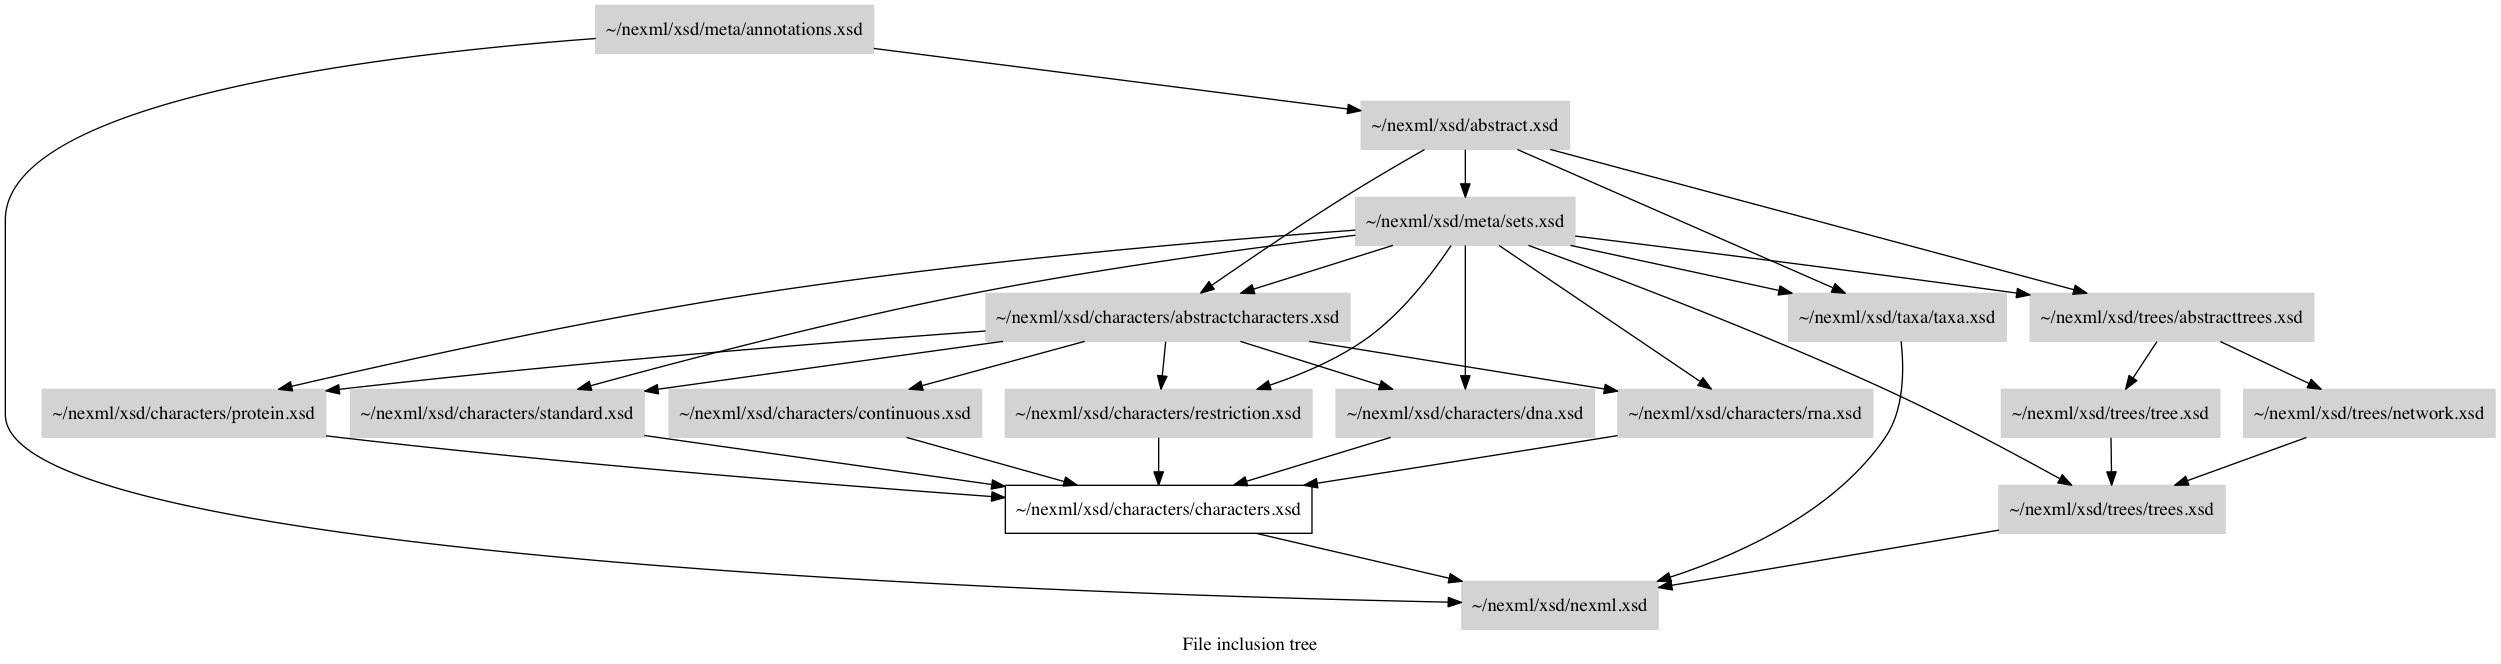 ~/nexml/xsd/meta/annotations.xsd
~/nexml/xsd/abstract.xsd
~/nexml/xsd/meta/sets.xsd
~/nexml/xsd/characters/abstractcharacters.xsd
~/nexml/xsd/taxa/taxa.xsd
~/nexml/xsd/trees/abstracttrees.xsd
~/nexml/xsd/characters/protein.xsd
~/nexml/xsd/characters/standard.xsd
~/nexml/xsd/characters/continuous.xsd
~/nexml/xsd/characters/restriction.xsd
~/nexml/xsd/characters/dna.xsd
~/nexml/xsd/characters/rna.xsd
~/nexml/xsd/trees/tree.xsd
~/nexml/xsd/trees/network.xsd
~/nexml/xsd/characters/characters.xsd
~/nexml/xsd/trees/trees.xsd
~/nexml/xsd/nexml.xsd
File inclusion tree